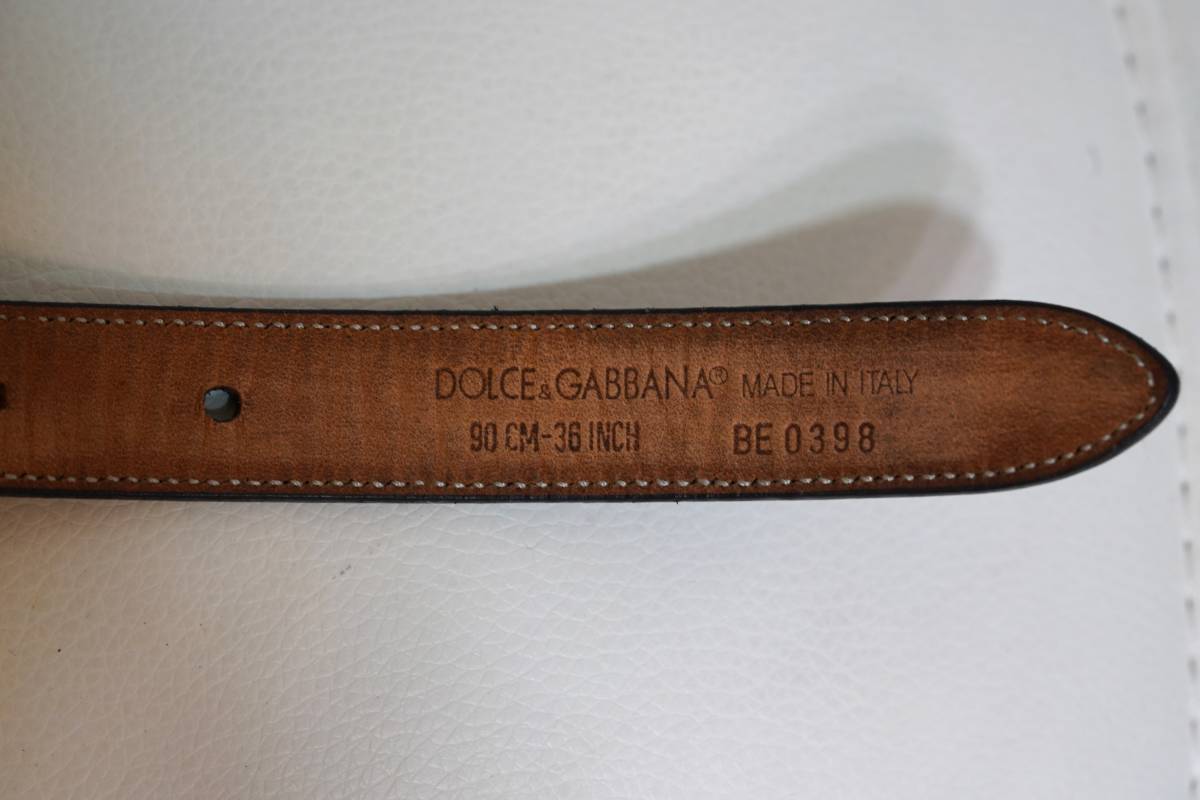 DOLCE&GABBANA® MADE IN ITALY
90 CM-36 INCH BE 0398